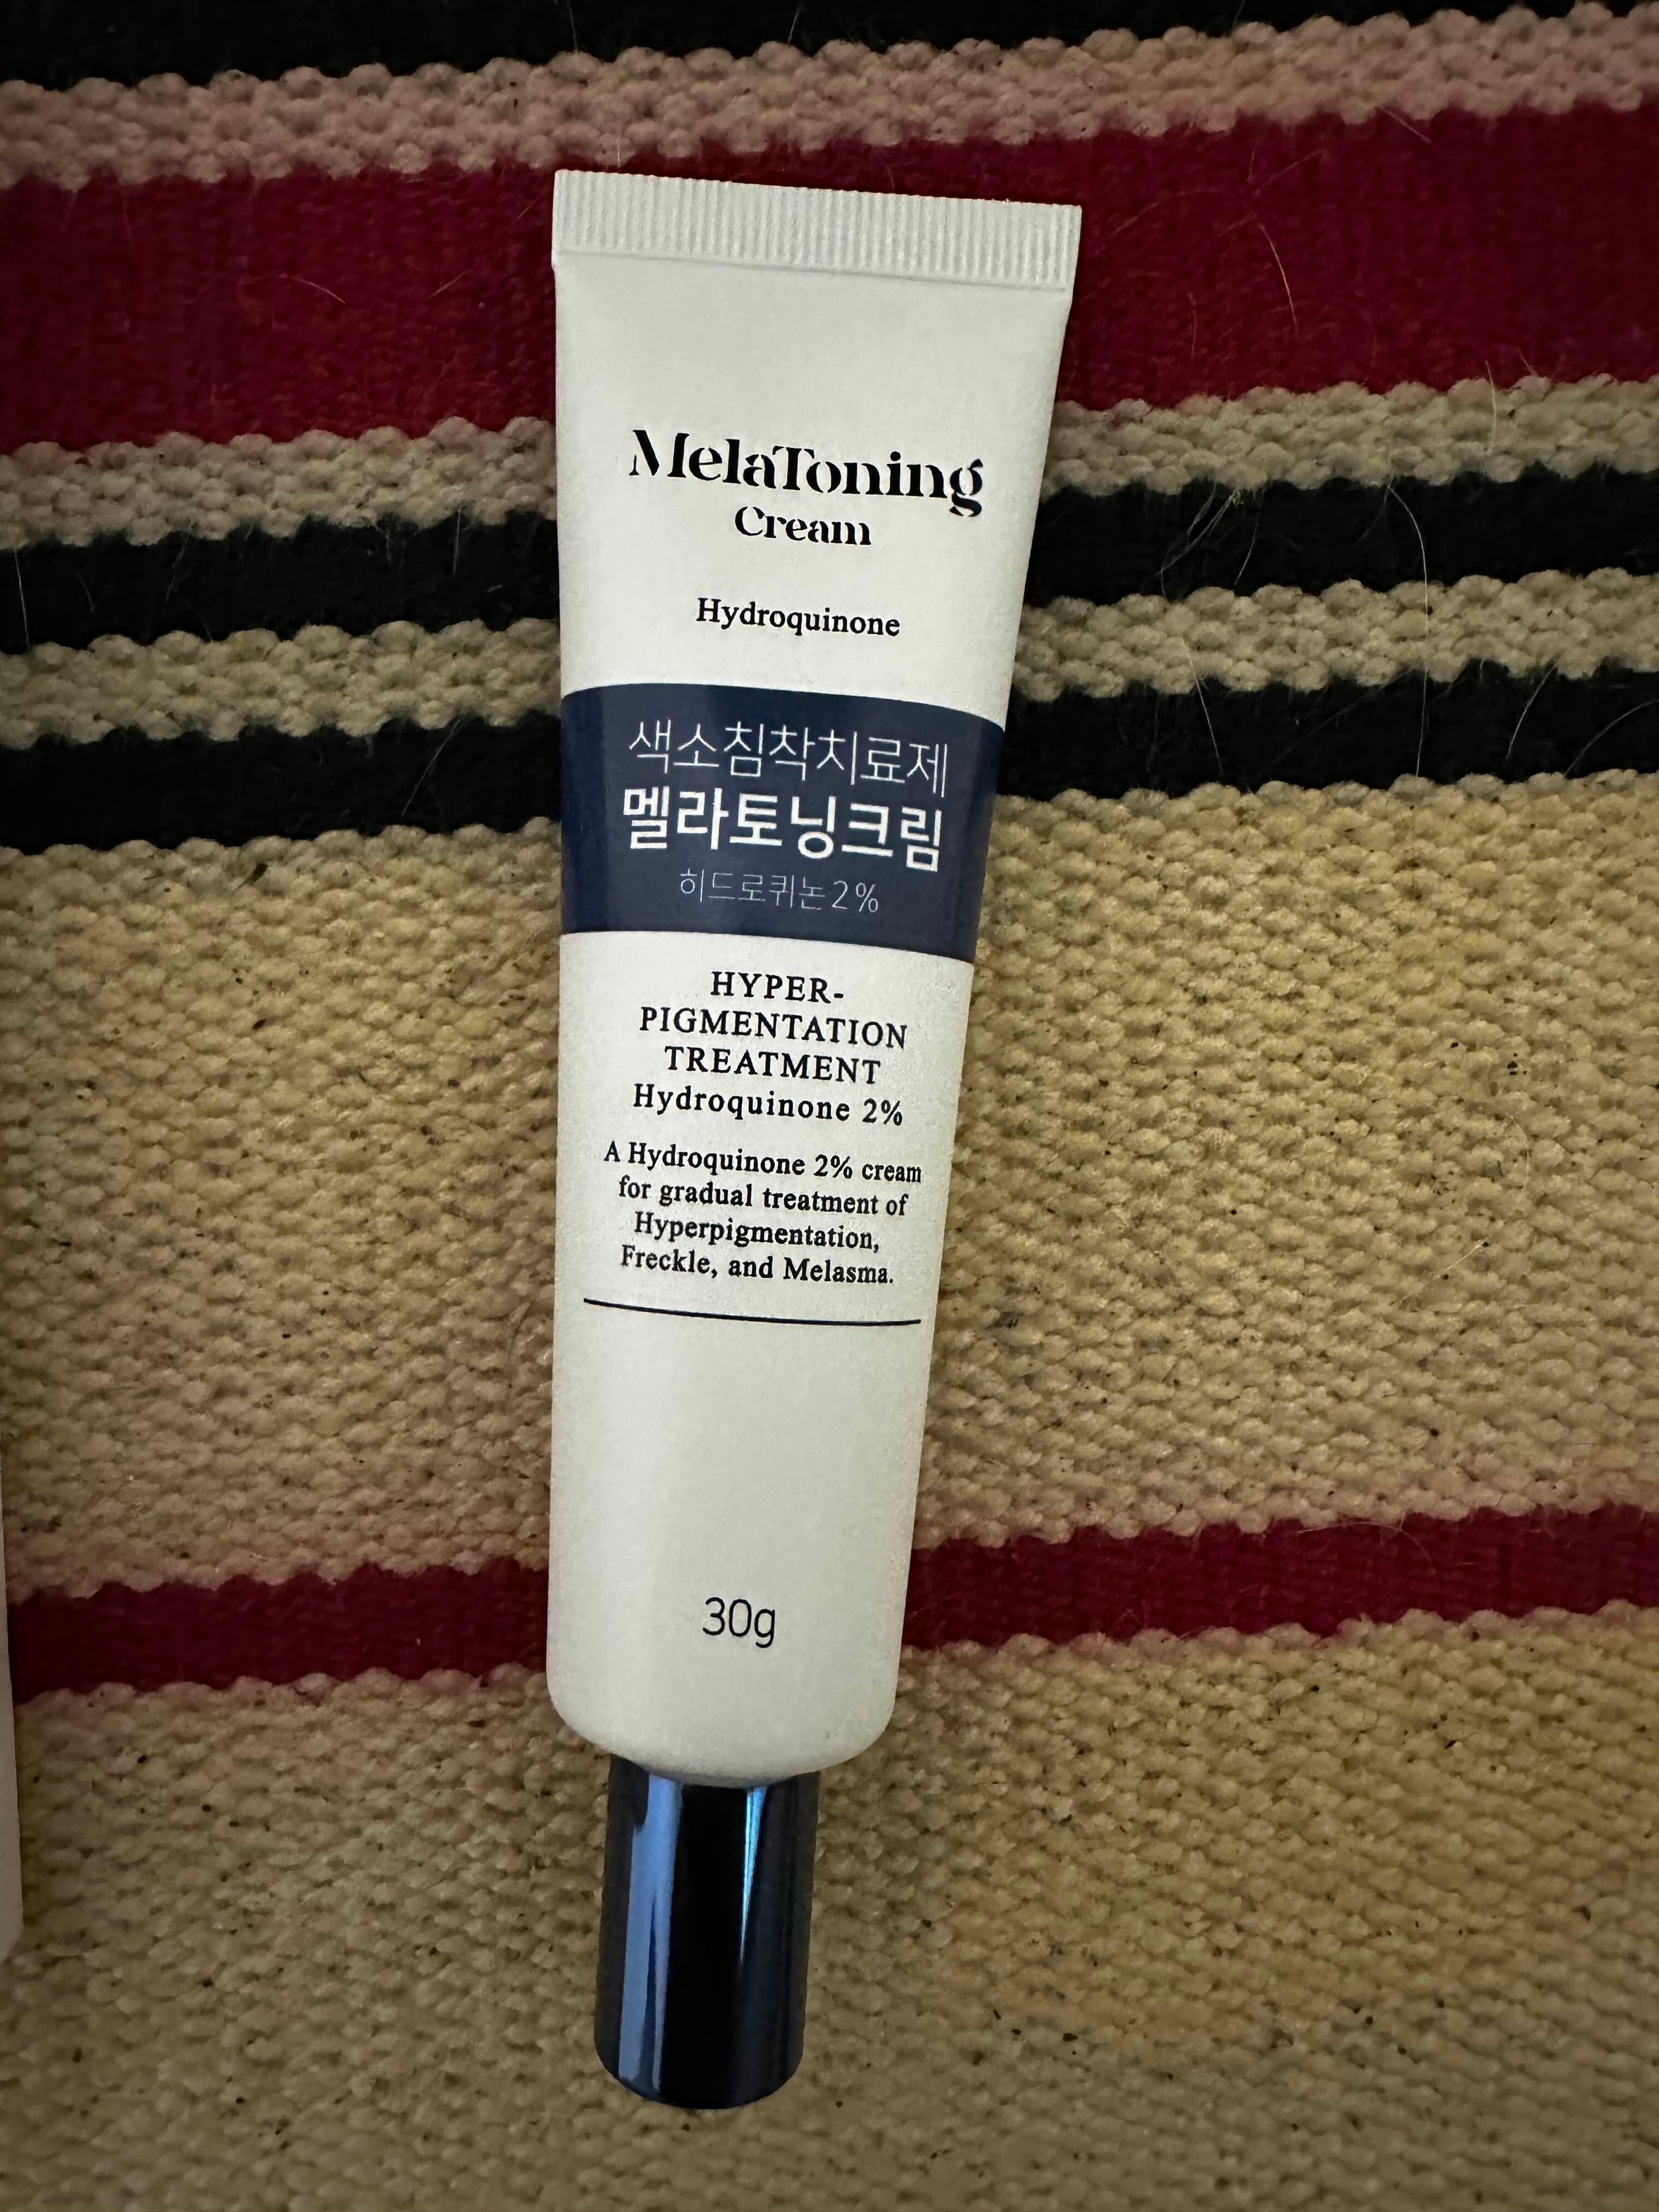 MelaToning
Cream
Hydroquinone
색소침착치료제
멜라토닝크림
히드로퀴논2%
HYPER-
PIGMENTATION
TREATMENT
Hydroquinone 2%
A Hydroquinone 2% cream
for gradual treatment of
Hyperpigmentation,
Freckle, and Melasma.
30g